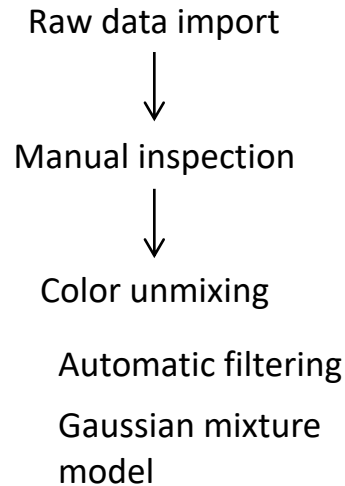 Raw data import
Manual inspection
Color unmixing
Automatic filtering
Gaussian mixture
model